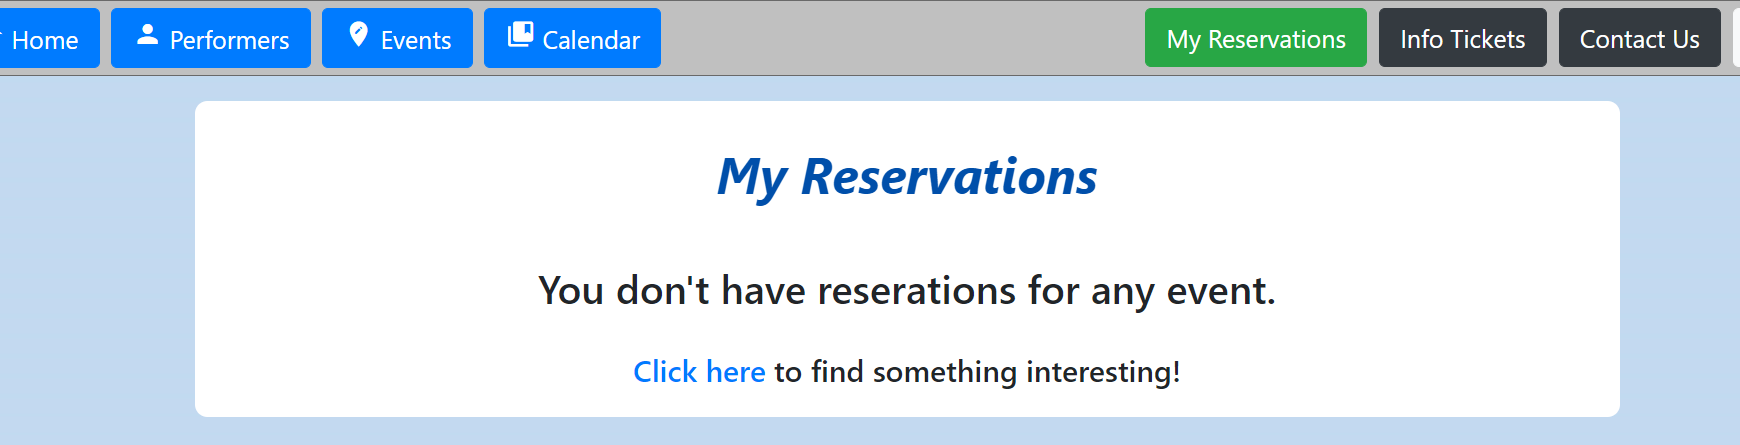 Home Performers Events Calendar My Reservations Info Tickets Contact Us
My Reservations
You don't have reserations for any event.
Click here to find something interesting!